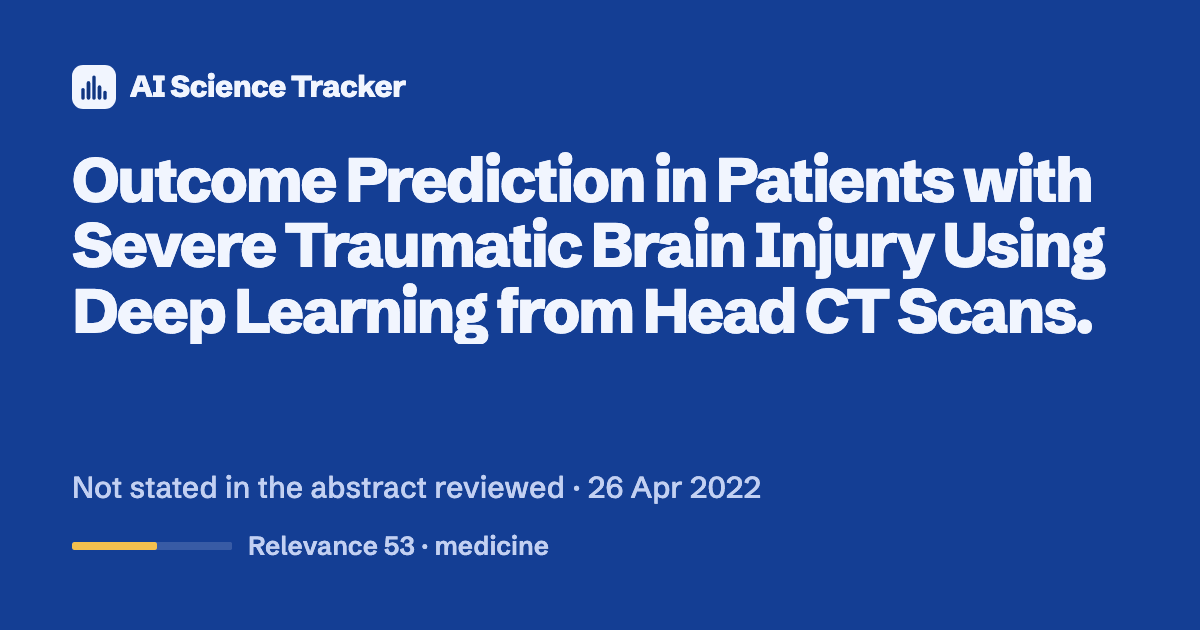 AI Science Tracker
Outcome Prediction in Patients with
Severe Traumatic Brain Injury Using
Deep Learning from Head CT Scans.
Not stated in the abstract reviewed · 26 Apr 2022
Relevance 53 · medicine